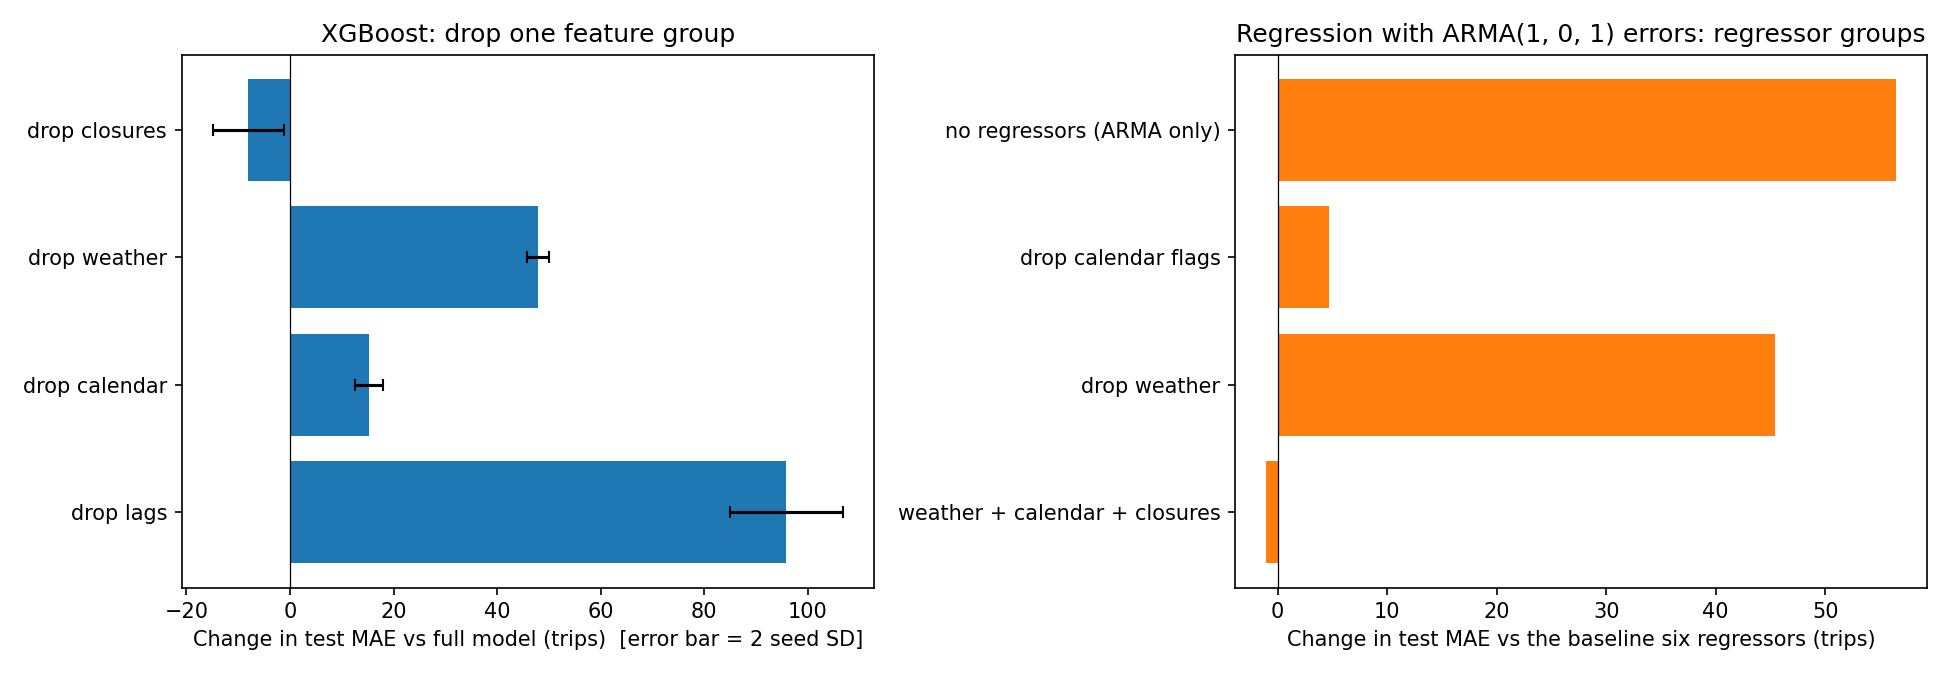 XGBoost: drop one feature group
drop closures
drop weather
drop calendar
drop lags
−20 0 20 40 60 80 100
Change in test MAE vs full model (trips) [error bar = 2 seed SD]
Regression with ARMA(1, 0, 1) errors: regressor groups
no regressors (ARMA only)
drop calendar flags
drop weather
weather + calendar + closures
0 10 20 30 40 50
Change in test MAE vs the baseline six regressors (trips)